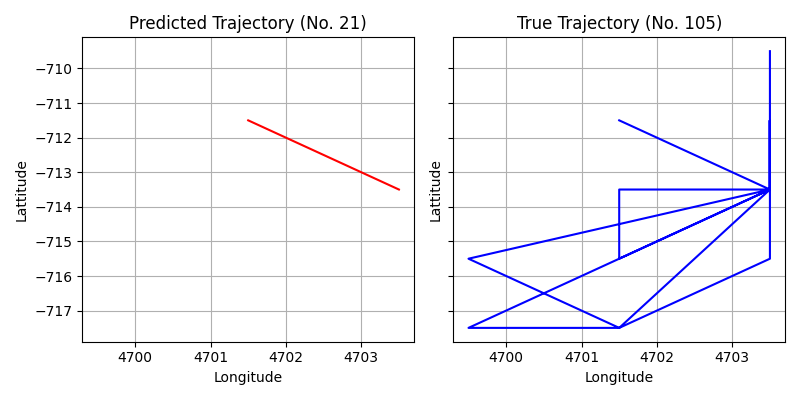 Predicted Trajectory (No. 21)
True Trajectory (No. 105)
Lattitude
−710
−711
−712
−713
−714
−715
−716
−717
4700
4701
4702
4703
Longitude
Lattitude
4700
4701
4702
4703
Longitude